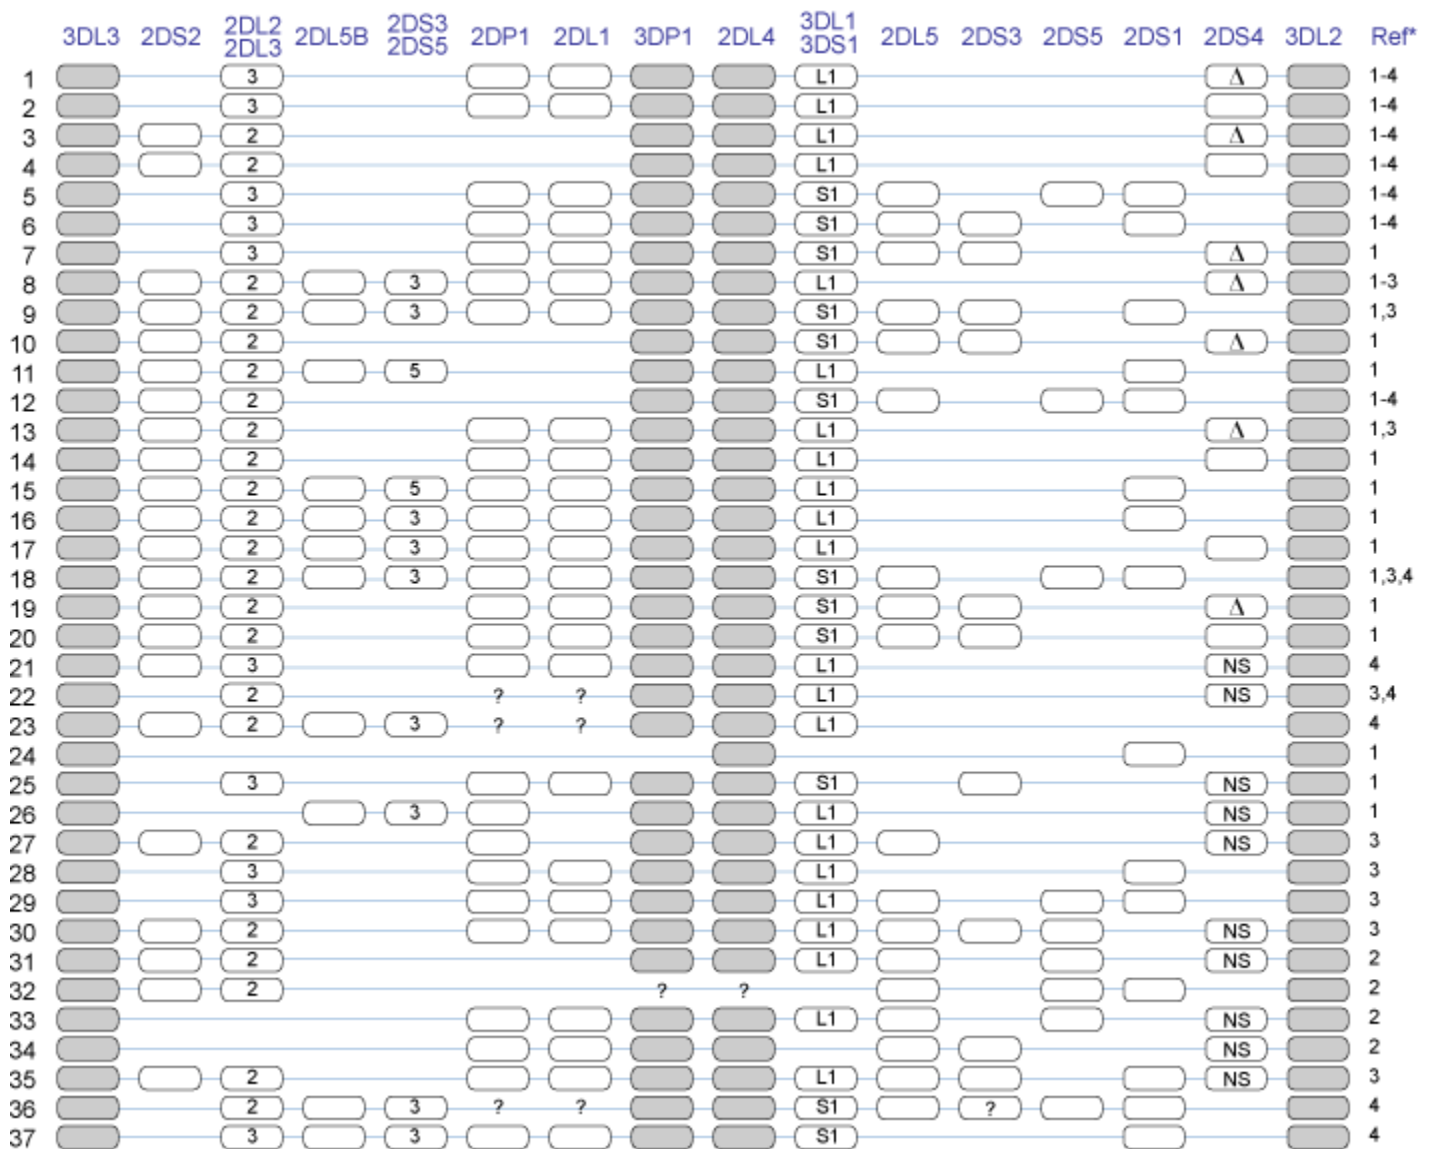 3DL3 2DS2 2DL2 2DL3 2DL5B 2DS3 2DS5 2DP1 2DL1 3DP1 2DL4 3DL1 3DS1 2DL5 2DS3 2DS5 2DS1 2DS4 3DL2 Ref*
1 3 L1 Δ 1-4
2 3 L1 1-4
3 2 L1 Δ 1-4
4 2 L1 1-4
5 3 S1 1-4
6 3 S1 1-4
7 3 S1 Δ 1
8 2 3 L1 Δ 1-3
9 2 3 S1 1,3
10 2 S1 Δ 1
11 2 5 L1 1
12 2 S1 1-4
13 2 L1 Δ 1,3
14 2 L1 1
15 2 5 L1 1
16 2 3 L1 1
17 2 3 L1 1
18 2 3 S1 1,3,4
19 2 S1 Δ 1
20 2 S1 1
21 3 L1 NS 4
22 2 ? ? L1 NS 3,4
23 2 3 ? ? L1 4
24 1
25 3 S1 NS 1
26 3 L1 NS 1
27 2 L1 NS 3
28 3 L1 3
29 3 L1 3
30 2 L1 NS 3
31 2 L1 NS 2
32 2 ? ? 2
33 L1 NS 2
34 NS 2
35 2 L1 NS 3
36 2 3 ? ? S1 ? 4
37 3 3 S1 4